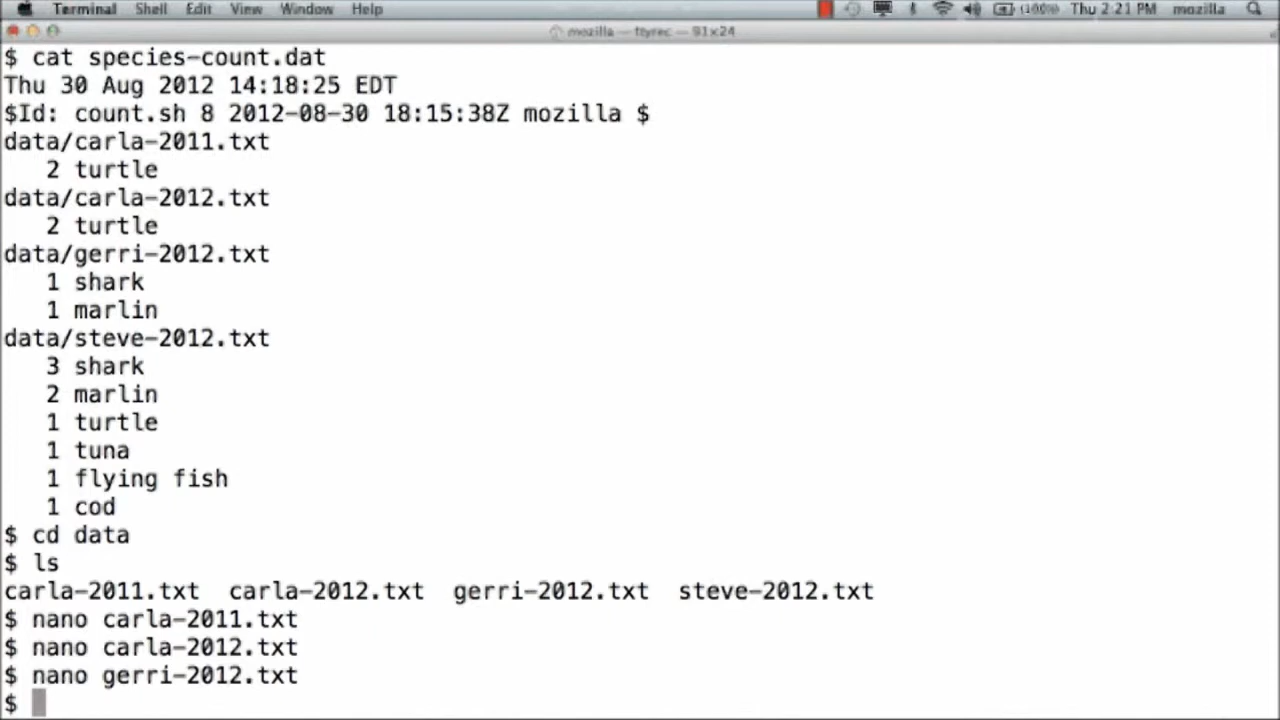 Terminal Shell Edit View Window Help (100%) Thu 2:21 PM mozilla
mozilla — ttyrec — 91×24
$ cat species-count.dat
Thu 30 Aug 2012 14:18:25 EDT
$Id: count.sh 8 2012-08-30 18:15:38Z mozilla $
data/carla-2011.txt
2 turtle
data/carla-2012.txt
2 turtle
data/gerri-2012.txt
1 shark
1 marlin
data/steve-2012.txt
3 shark
2 marlin
1 turtle
1 tuna
1 flying fish
1 cod
$ cd data
$ ls
carla-2011.txt carla-2012.txt gerri-2012.txt steve-2012.txt
$ nano carla-2011.txt
$ nano carla-2012.txt
$ nano gerri-2012.txt
$